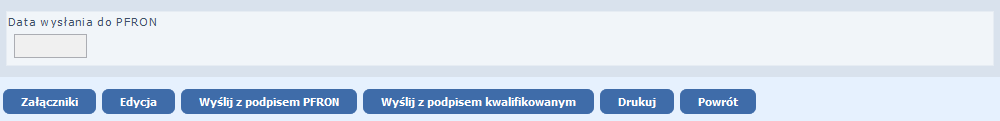 Data wysłania do PFRON
Załączniki Edycja Wyślij z podpisem PFRON Wyślij z podpisem kwalifikowanym Drukuj Powrót